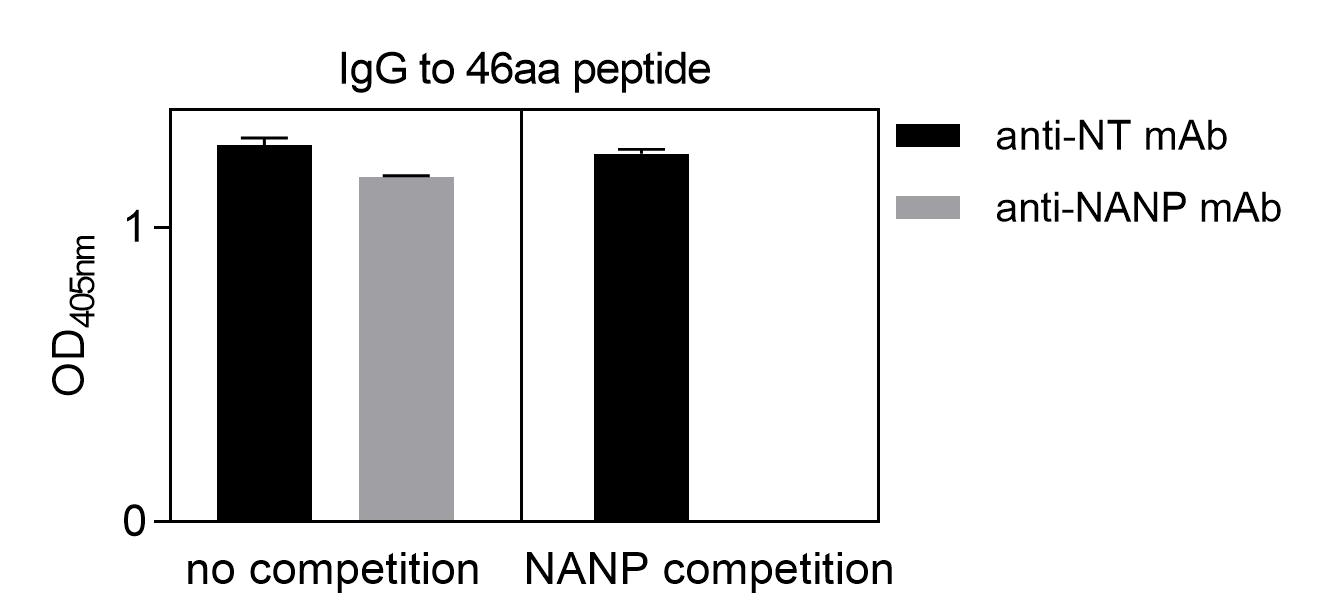 IgG to 46aa peptide
anti-NT mAb
anti-NANP mAb
OD405nm
1
0
no competition
NANP competition